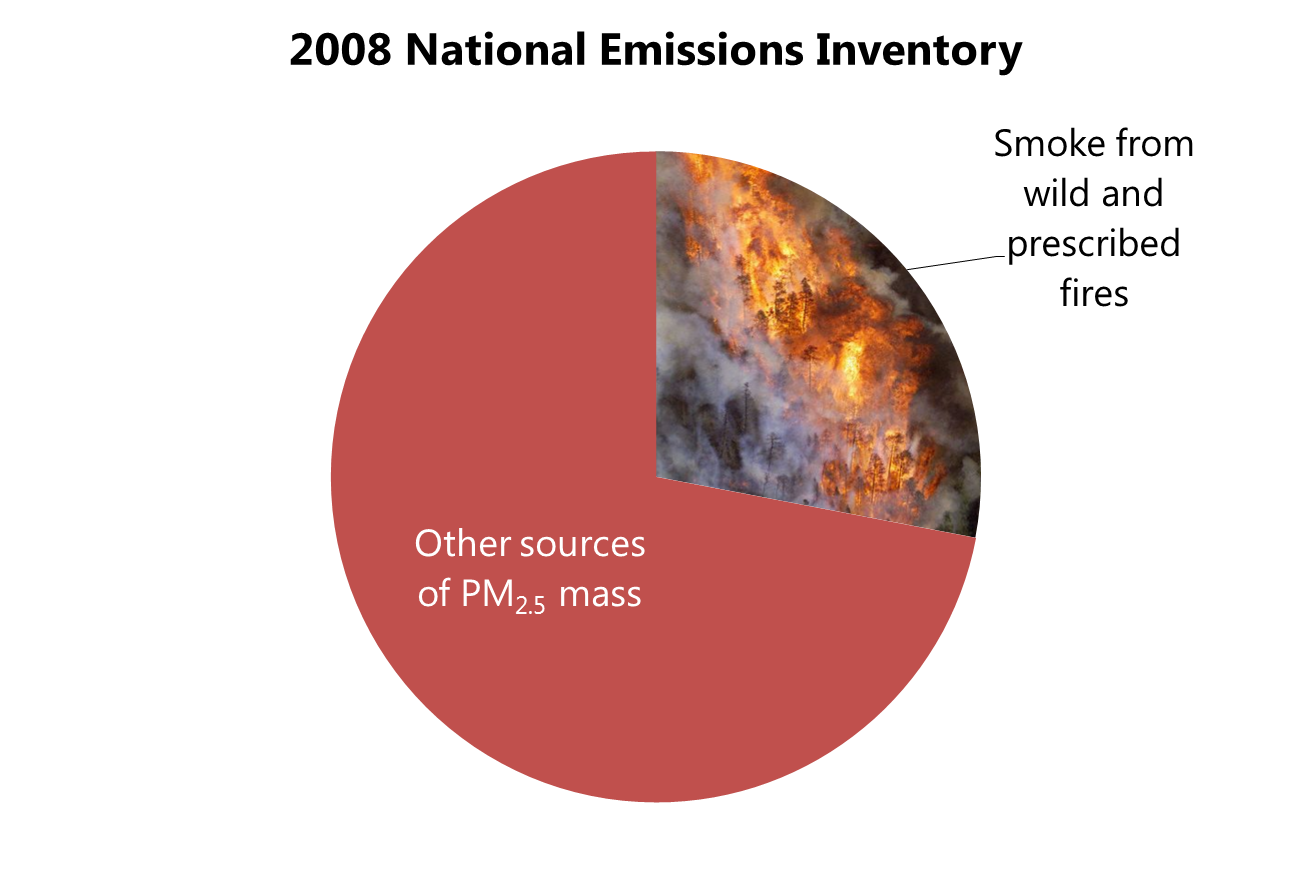 2008 National Emissions Inventory
Smoke from
wild and
prescribed
fires
Other sources
of PM2.5 mass